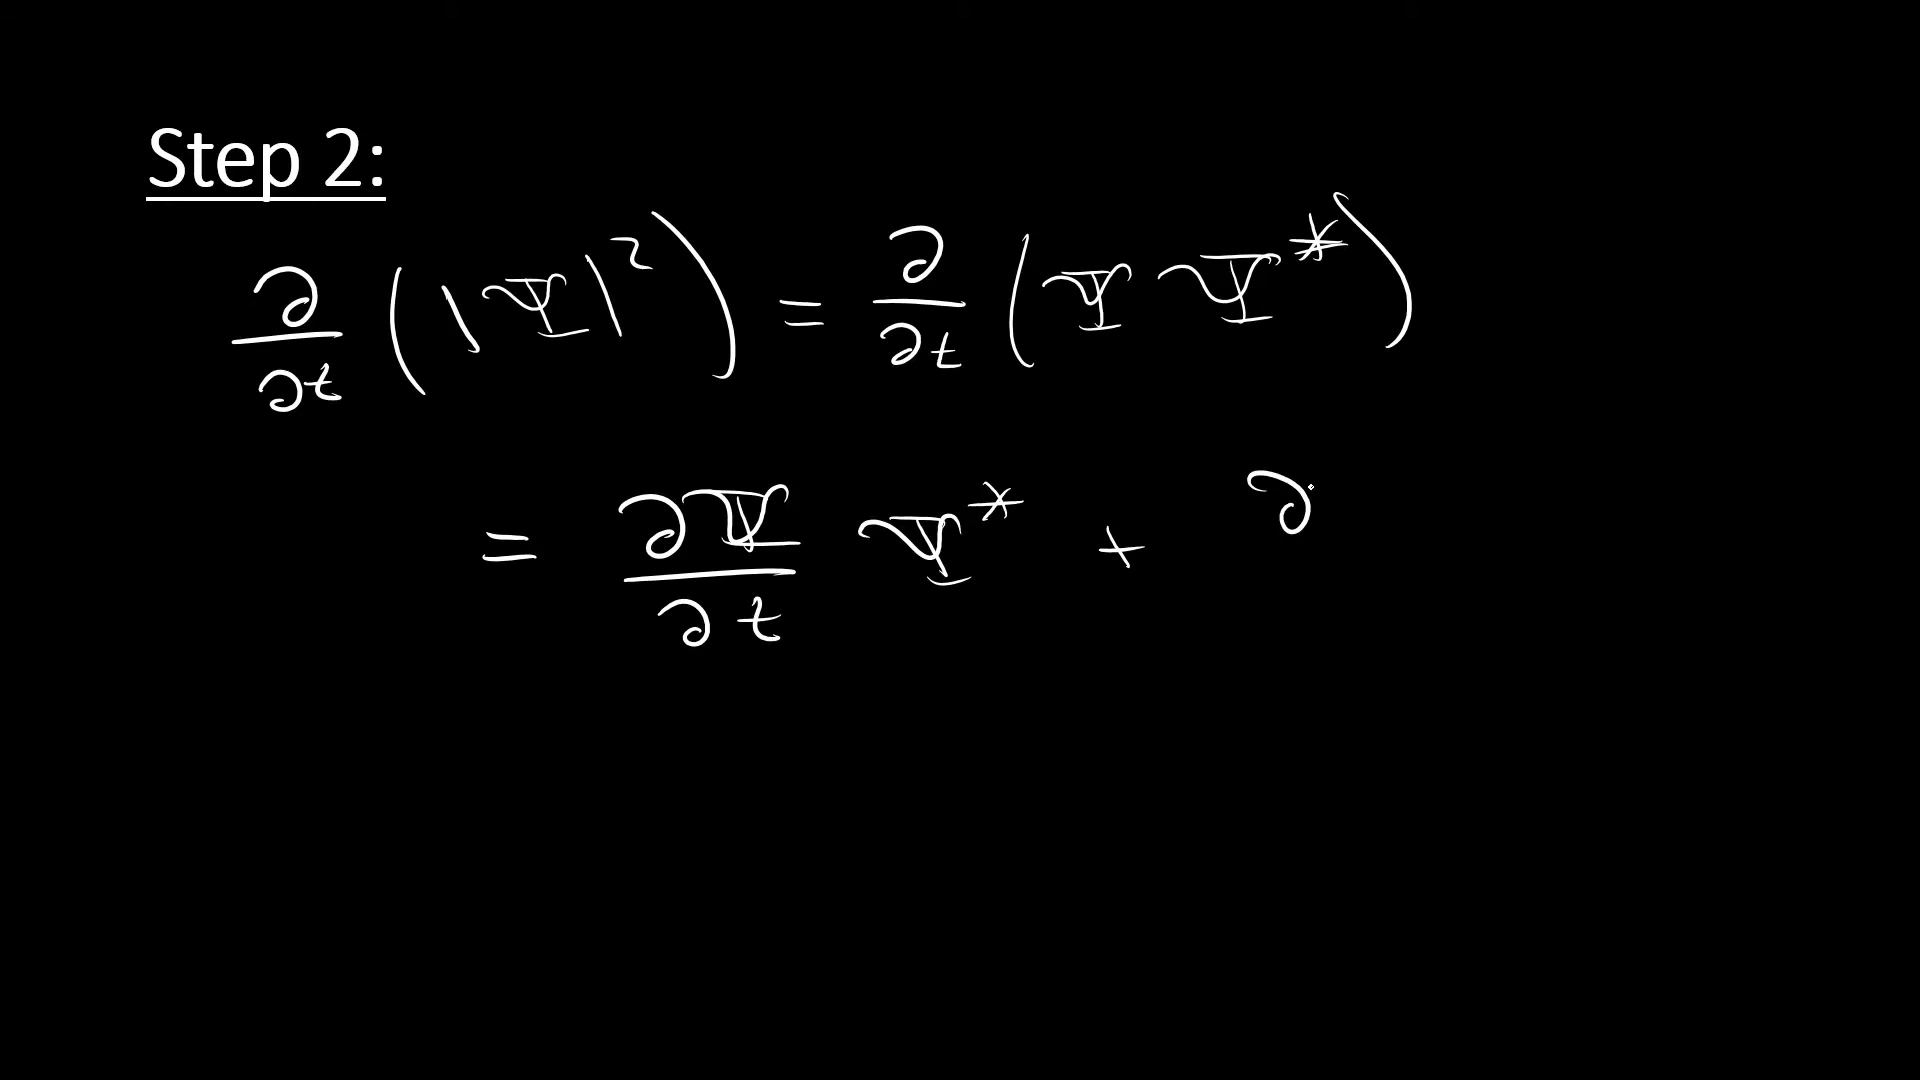 Step 2:
∂/∂t (|Ψ|²) = ∂/∂t (Ψ Ψ*)
= ∂Ψ/∂t Ψ* + ∂